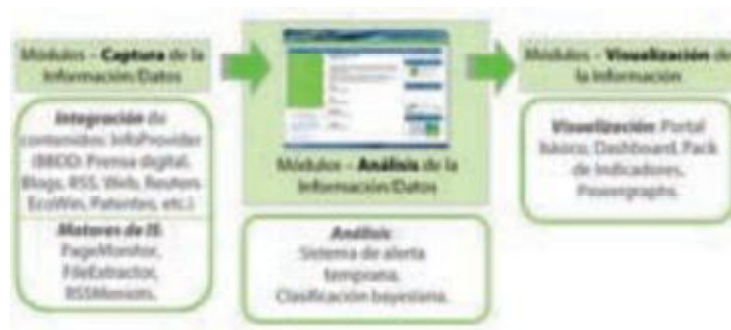 Módulos – Captura de la
Información/Datos
Integración de
contenidos: InfoProvider
(BBDD: Prensa digital,
Blogs, RSS, Web, Reuters
EcoWin, Patentes, etc.)
Motores de IS:
PageMonitor,
FileExtractor,
Módulos – Análisis de la
Información/Datos
Análisis:
Sistema de alerta
temprana,
Clasificación bayesiana.
Módulos – Visualización de
la Información
Visualización: Portal
básico, Dashboard, Pack
de Indicadores,
Powergraphs.